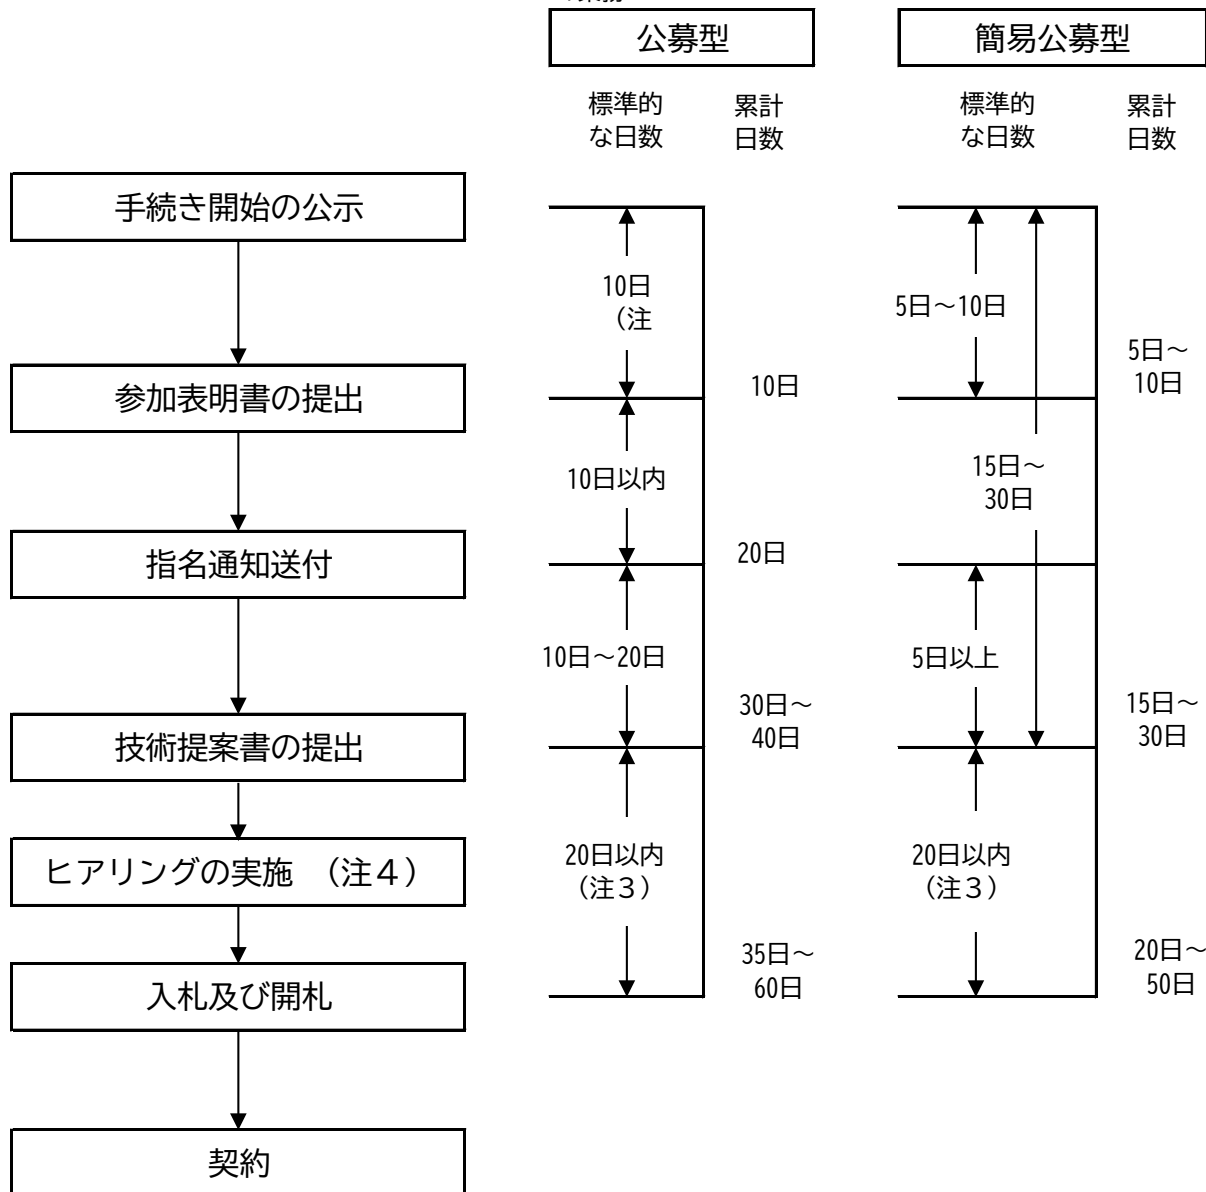 公募型
簡易公募型
標準的
な日数
累計
日数
標準的
な日数
累計
日数
手続き開始の公示
10日
（注
5日～10日
5日～
10日
参加表明書の提出
10日
10日以内
15日～
30日
指名通知送付
20日
10日～20日
5日以上
30日～
40日
15日～
30日
技術提案書の提出
ヒアリングの実施　（注４）
20日以内
（注３）
20日以内
（注３）
35日～
60日
20日～
50日
入札及び開札
契約